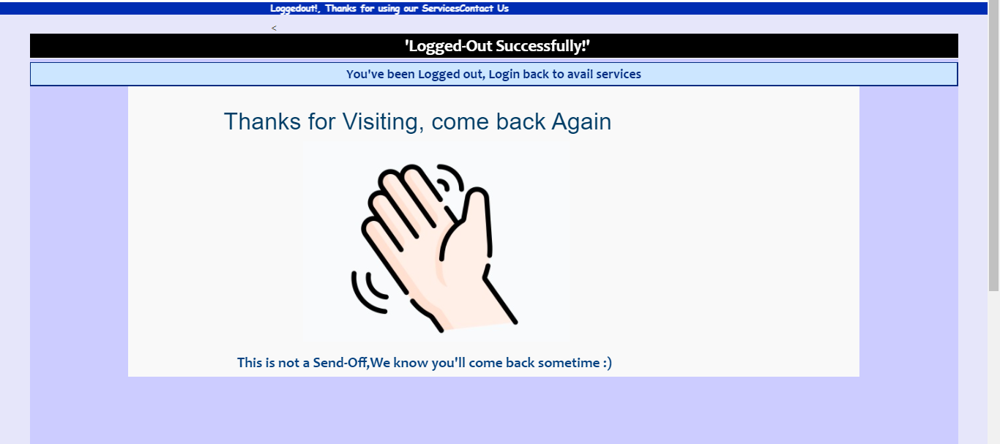 Loggedout!, Thanks for using our ServicesContact Us
<
'Logged-Out Successfully!'
You've been Logged out, Login back to avail services
Thanks for Visiting, come back Again
This is not a Send-Off,We know you'll come back sometime :)